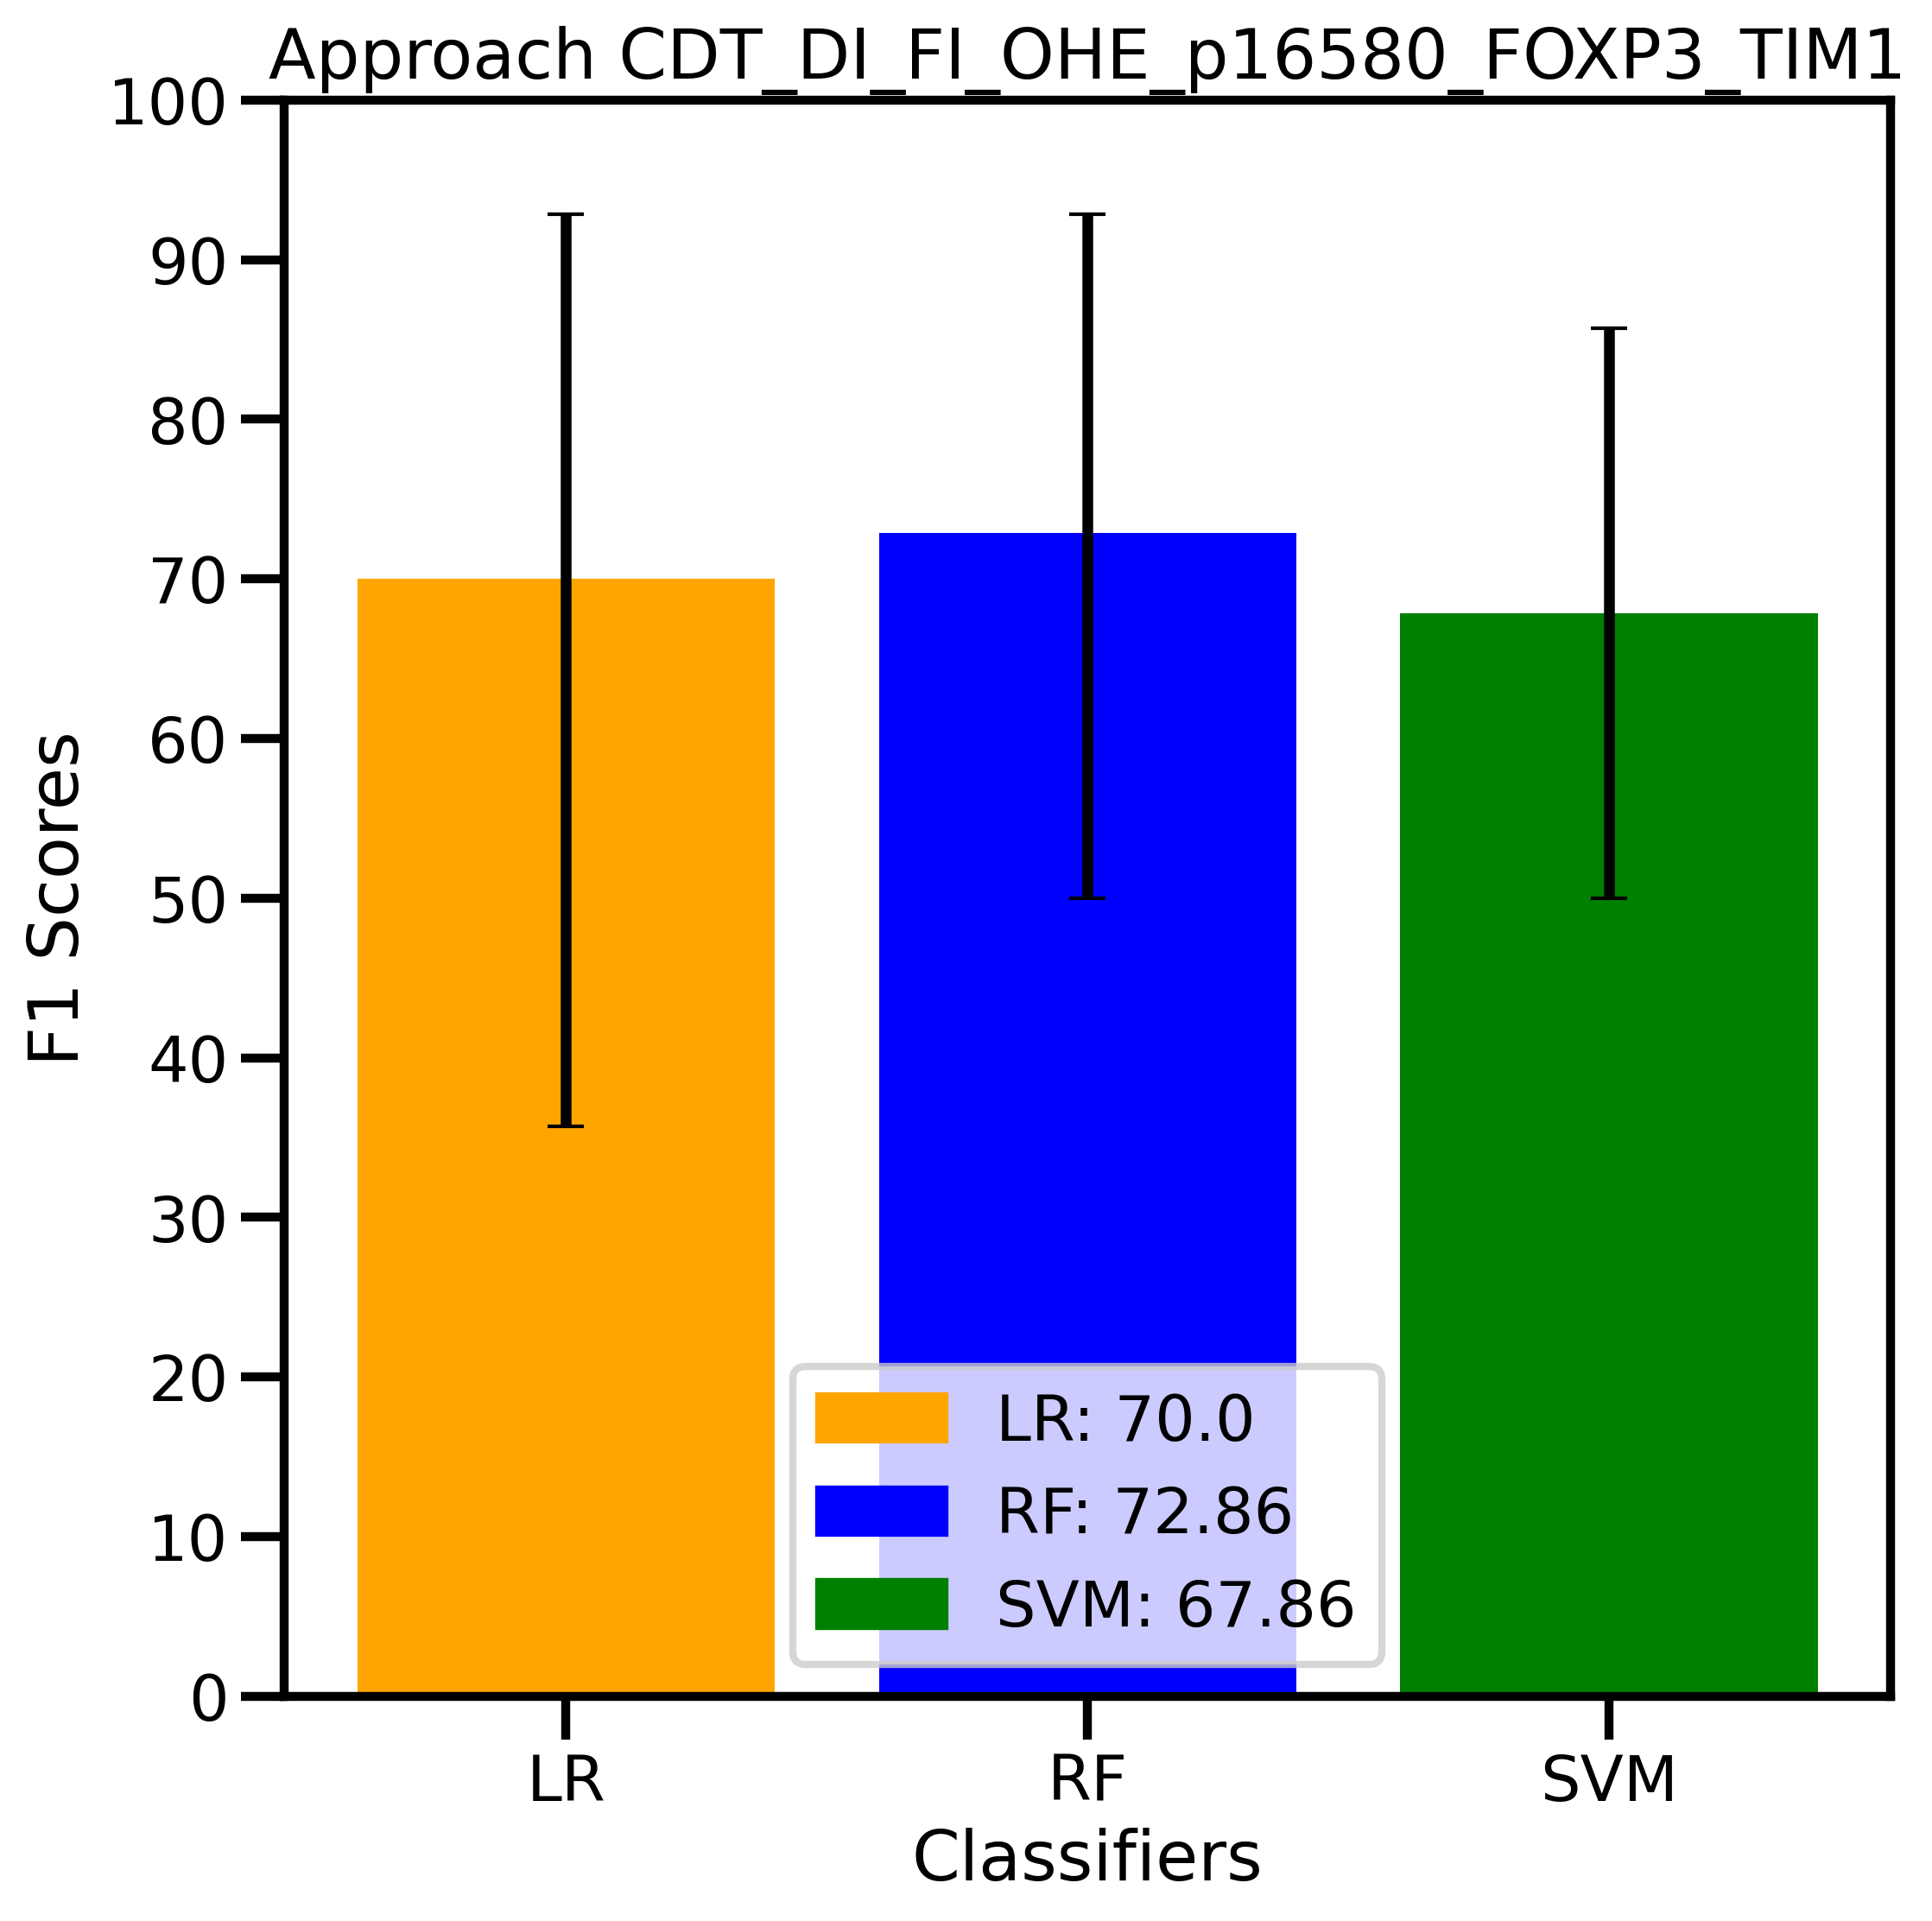 Approach CDT_DI_FI_OHE_p16580_FOXP3_TIM1
100
90
80
70
60
50
40
30
20
10
0
F1 Scores
LR: 70.0
RF: 72.86
SVM: 67.86
LR
RF
SVM
Classifiers